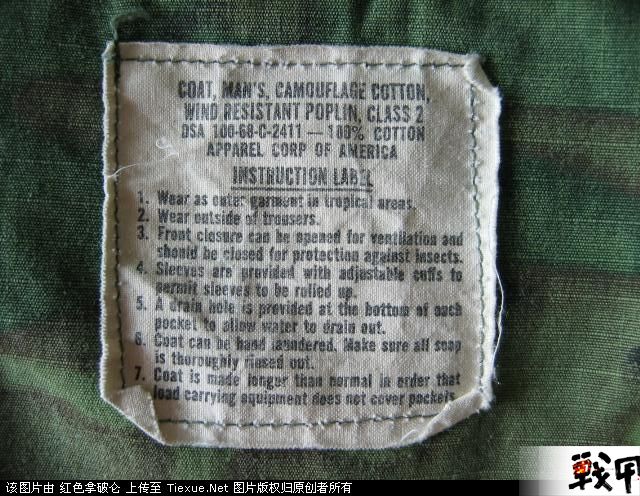 COAT, MAN'S, CAMOUFLAGE COTTON,
WIND RESISTANT POPLIN, CLASS 2
DSA 100-68-C-2411 — 100% COTTON
APPAREL CORP OF AMERICA
INSTRUCTION LABEL
1. Wear as outer garment in tropical areas.
2. Wear outside of trousers.
3. Front closure can be opened for ventilation and
should be closed for protection against insects.
4. Sleeves are provided with adjustable cuffs to
permit sleeves to be rolled up.
5. A drain hole is provided at the bottom of each
pocket to allow water to drain out.
6. Coat can be hand laundered. Make sure all soap
is thoroughly rinsed out.
7. Coat is made longer than normal in order that
load carrying equipment does not cover pockets
战甲
该图片由 红色拿破仑 上传至 Tiexue.Net 图片版权归原创者所有